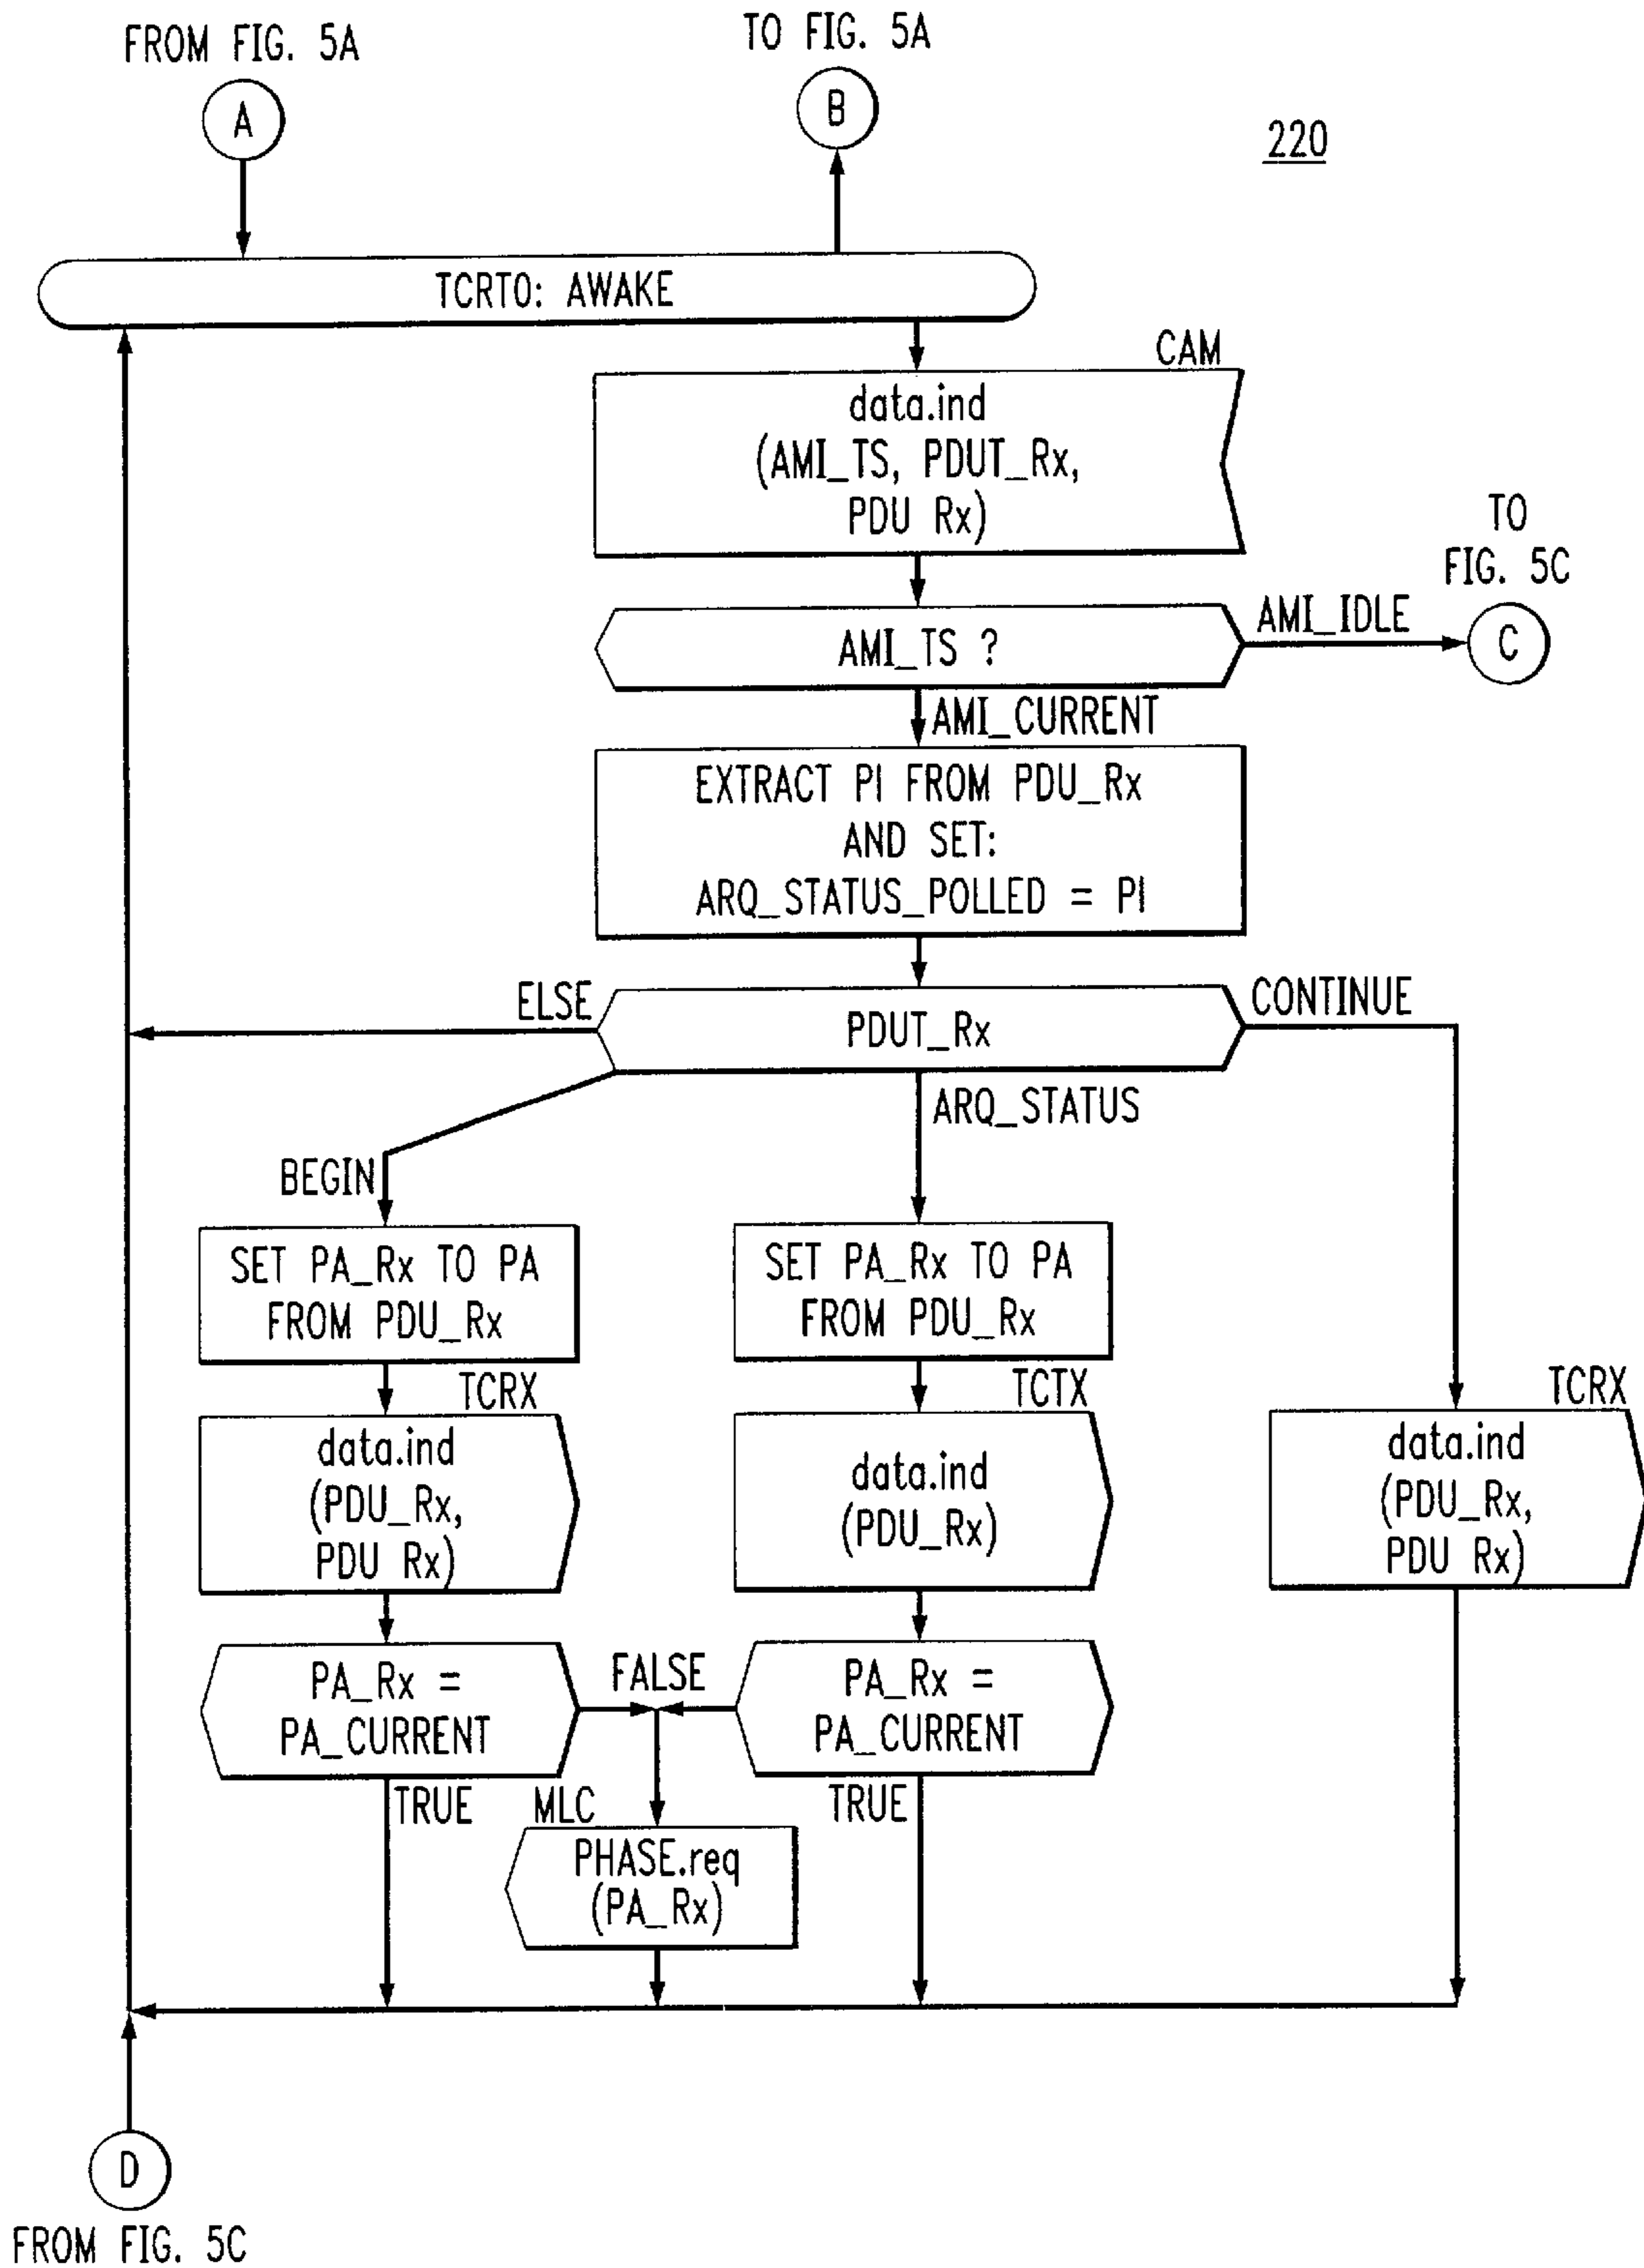 FROM FIG. 5A
TO FIG. 5A
A
B
220
TCRTO: AWAKE
CAM
data.ind
(AMI_TS, PDUT_Rx,
PDU Rx)
TO
FIG. 5C
AMI_TS ?
AMI_IDLE
C
AMI_CURRENT
EXTRACT PI FROM PDU_Rx
AND SET:
ARQ_STATUS_POLLED = PI
ELSE
PDUT_Rx
CONTINUE
ARQ_STATUS
BEGIN
SET PA_Rx TO PA
FROM PDU_Rx
SET PA_Rx TO PA
FROM PDU_Rx
TCRX
data.ind
(PDU_Rx,
PDU Rx)
TCTX
data.ind
(PDU_Rx)
TCRX
data.ind
(PDU_Rx,
PDU Rx)
PA_Rx =
PA_CURRENT
FALSE
PA_Rx =
PA_CURRENT
TRUE
MLC
TRUE
PHASE.req
(PA_Rx)
D
FROM FIG. 5C